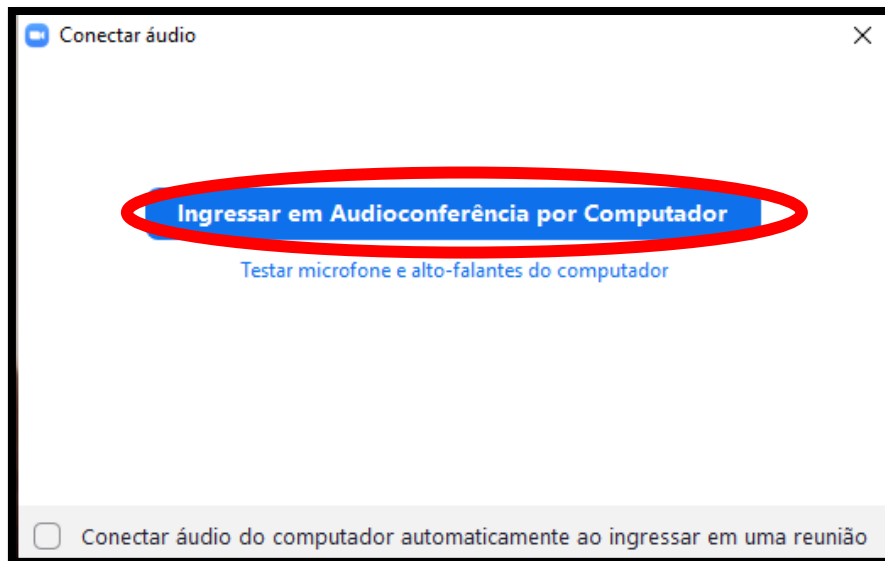 Conectar áudio
Ingressar em Audioconferência por Computador
Testar microfone e alto-falantes do computador
Conectar áudio do computador automaticamente ao ingressar em uma reunião